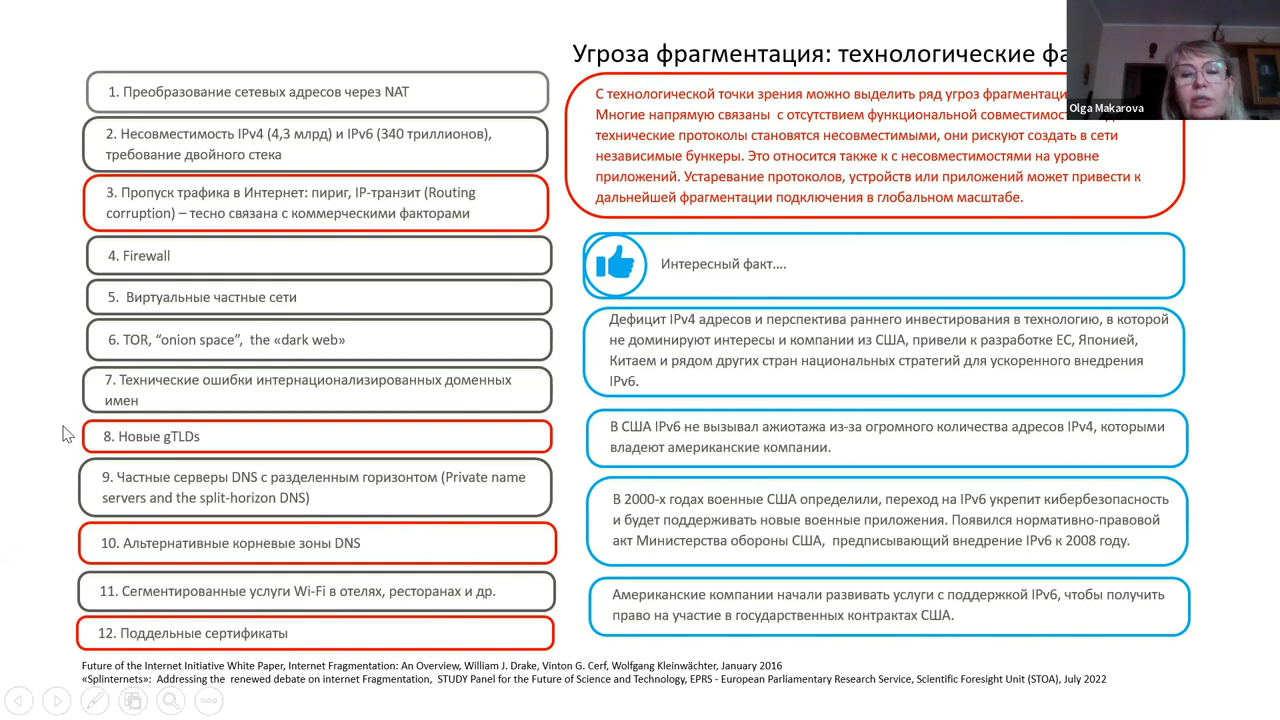 Угроза фрагментация: технологические
Olga Makarova
1. Преобразование сетевых адресов через NAT
2. Несовместимость IPv4 (4,3 млрд) и IPv6 (340 триллионов),
требование двойного стека
3. Пропуск трафика в Интернет: пириг, IP-транзит (Routing
corruption) – тесно связана с коммерческими факторами
4. Firewall
5. Виртуальные частные сети
6. TOR, “onion space”, the «dark web»
7. Технические ошибки интернационализированных доменных
имен
8. Новые gTLDs
9. Частные серверы DNS с разделенным горизонтом (Private name
servers and the split-horizon DNS)
10. Альтернативные корневые зоны DNS
11. Сегментированные услуги Wi-Fi в отелях, ресторанах и др.
12. Поддельные сертификаты
С технологической точки зрения можно выделить ряд угроз
Многие напрямую связаны с отсутствием функциональной
технические протоколы становятся несовместимыми, они рискуют создать в сети
независимые бункеры. Это относится также к с несовместимостями на уровне
приложений. Устаревание протоколов, устройств или приложений может привести к
дальнейшей фрагментации подключения в глобальном масштабе.
Интересный факт....
Дефицит IPv4 адресов и перспектива раннего инвестирования в технологию, в которой
не доминируют интересы и компании из США, привели к разработке ЕС, Японией,
Китаем и рядом других стран национальных стратегий для ускоренного внедрения
IPv6.
В США IPv6 не вызывал ажиотажа из-за огромного количества адресов IPv4, которыми
владеют американские компании.
В 2000-х годах военные США определили, переход на IPv6 укрепит кибербезопасность
и будет поддерживать новые военные приложения. Появился нормативно-правовой
акт Министерства обороны США, предписывающий внедрение IPv6 к 2008 году.
Американские компании начали развивать услуги с поддержкой IPv6, чтобы получить
право на участие в государственных контрактах США.
Future of the Internet Initiative White Paper, Internet Fragmentation: An Overview, William J. Drake, Vinton G. Cerf, Wolfgang Kleinwächter, January 2016
«Splinternets»: Addressing the renewed debate on internet Fragmentation, STUDY Panel for the Future of Science and Technology, EPRS - European Parliamentary Research Service, Scientific Foresight Unit (STOA), July 2022